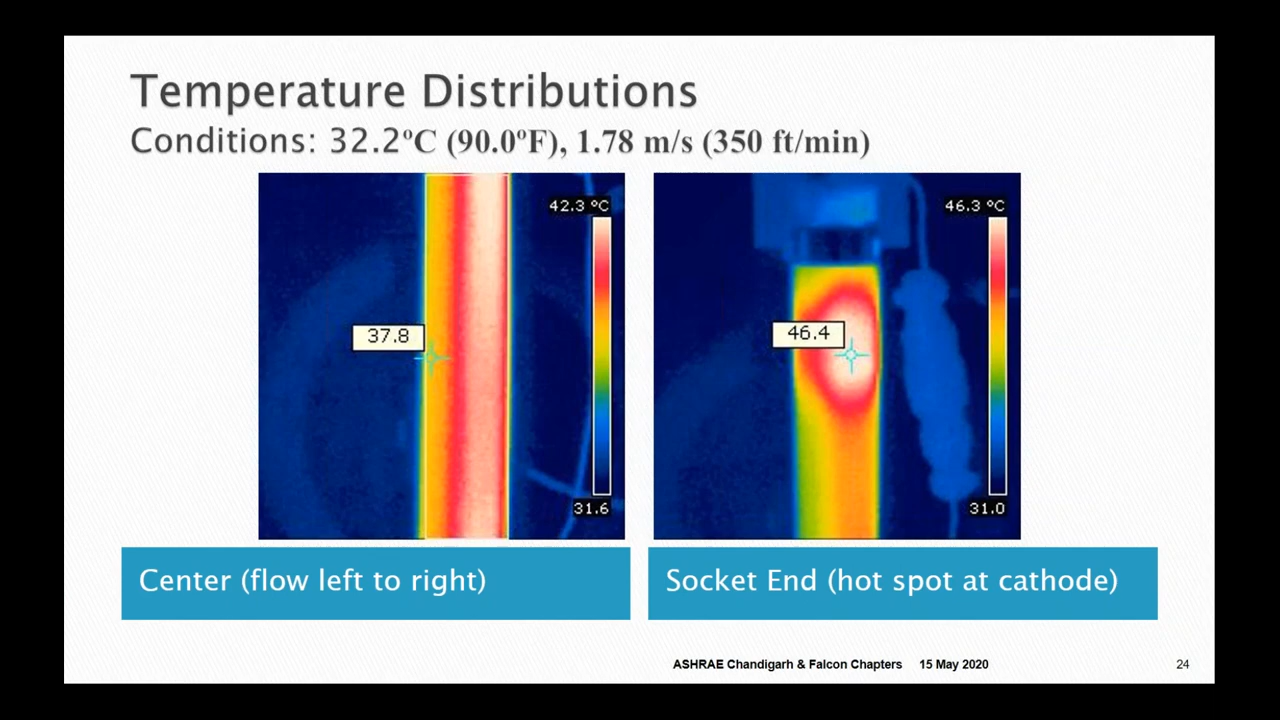 Temperature Distributions
Conditions: 32.2ºC (90.0ºF), 1.78 m/s (350 ft/min)
42.3 ºC
37.8
31.6
46.3 ºC
46.4
31.0
Center (flow left to right)
Socket End (hot spot at cathode)
ASHRAE Chandigarh & Falcon Chapters 15 May 2020
24